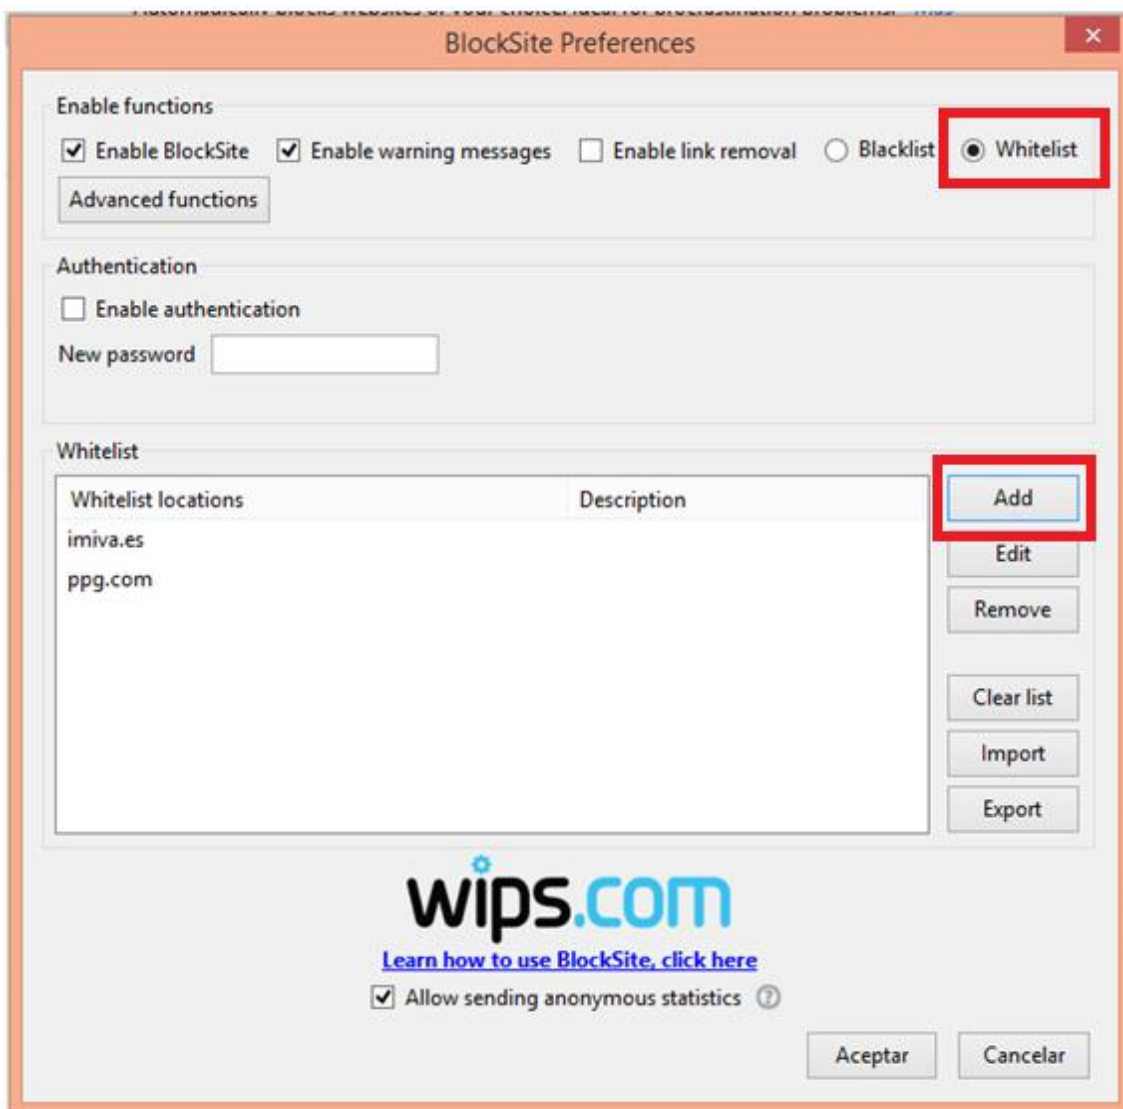 BlockSite Preferences
Enable functions
Enable BlockSite Enable warning messages Enable link removal Blacklist Whitelist
Advanced functions
Authentication
Enable authentication
New password
Whitelist
Whitelist locations Description Add
imiva.es
Edit
ppg.com
Remove
Clear list
Import
Export
wips.com
Learn how to use BlockSite, click here
Allow sending anonymous statistics ?
Aceptar Cancelar